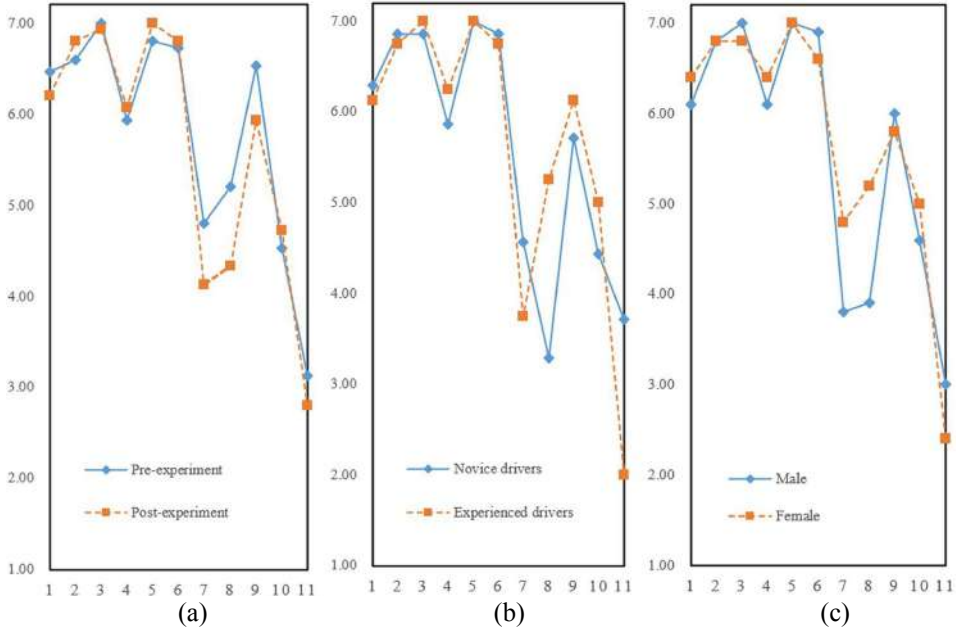 7.00
6.00
5.00
4.00
3.00
2.00
1.00
Pre-experiment
Post-experiment
1 2 3 4 5 6 7 8 9 10 11
(a)
7.00
6.00
5.00
4.00
3.00
2.00
1.00
Novice drivers
Experienced drivers
1 2 3 4 5 6 7 8 9 10 11
(b)
7.00
6.00
5.00
4.00
3.00
2.00
1.00
Male
Female
1 2 3 4 5 6 7 8 9 10 11
(c)